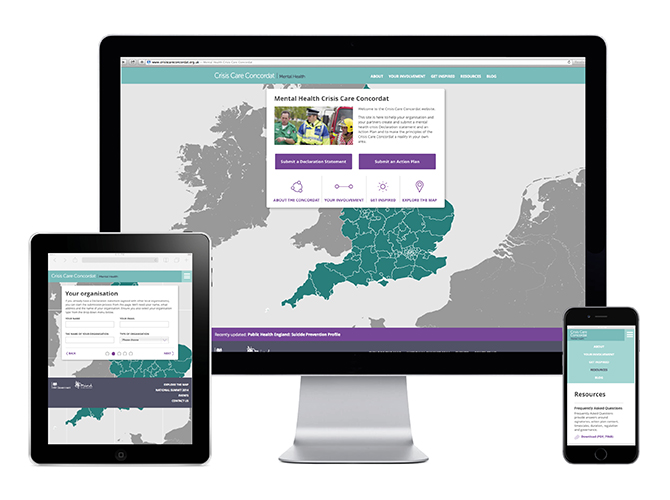 www.crisiscareconcordat.org.uk
Crisis Care Concordat | Mental Health
ABOUT YOUR INVOLVEMENT GET INSPIRED RESOURCES BLOG
Mental Health Crisis Care Concordat
Welcome to the Crisis Care Concordat website.
This site is here to help your organisation and
your partners create and submit a mental
health crisis Declaration statement and an
Action Plan and to make the principles of the
Crisis Care Concordat a reality in your own
area.
Submit a Declaration Statement
Submit an Action Plan
ABOUT THE CONCORDAT YOUR INVOLVEMENT GET INSPIRED EXPLORE THE MAP
Recently updated: Public Health England: Suicide Prevention Profile
Crisis Care Concordat | Mental Health
Your organisation
YOUR NAME
YOUR EMAIL
THE NAME OF YOUR ORGANISATION
TYPE OF ORGANISATION
Please choose
BACK
NEXT
EXPLORE THE MAP
NATIONAL SUMMIT 2014
EVENTS
CONTACT US
Crisis Care
Concordat
ABOUT
YOUR INVOLVEMENT
GET INSPIRED
RESOURCES
BLOG
Resources
Frequently Asked Questions